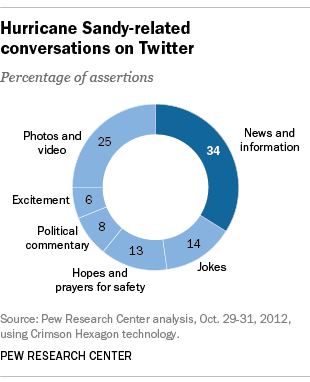 Hurricane Sandy-related
conversations on Twitter
Percentage of assertions
Photos and
video
25
News and
information
34
Excitement
6
Political
commentary
8
Hopes and
prayers for safety
13
14
Jokes
Source: Pew Research Center analysis, Oct. 29-31, 2012,
using Crimson Hexagon technology.
PEW RESEARCH CENTER